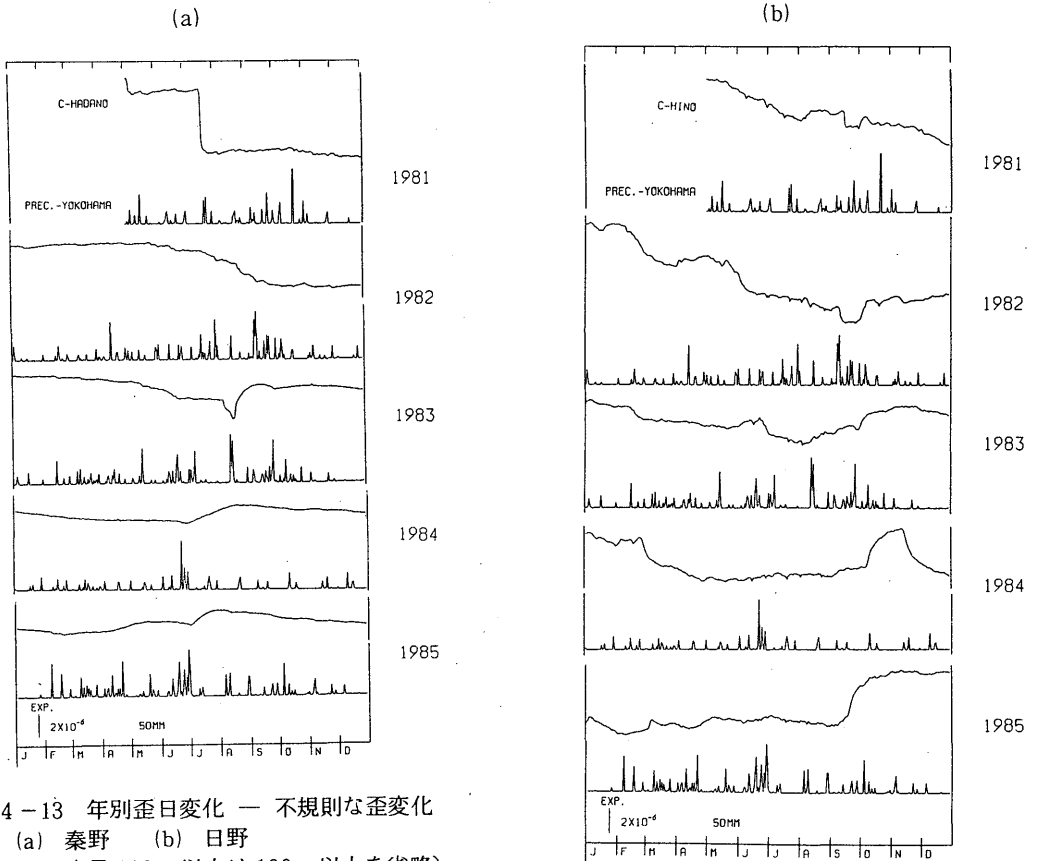 (a)
(b)
C-HADANO
PREC.-YOKOHAMA
1981
1982
1983
1984
1985
EXP.
2X10⁻⁶
50MM
J F M A M J J A S O N D
C-HINO
PREC.-YOKOHAMA
1981
1982
1983
1984
1985
EXP.
2X10⁻⁶
50MM
J F M A M J J A S O N D
4-13 年別歪日変化 — 不規則な歪変化
(a) 秦野 (b) 日野